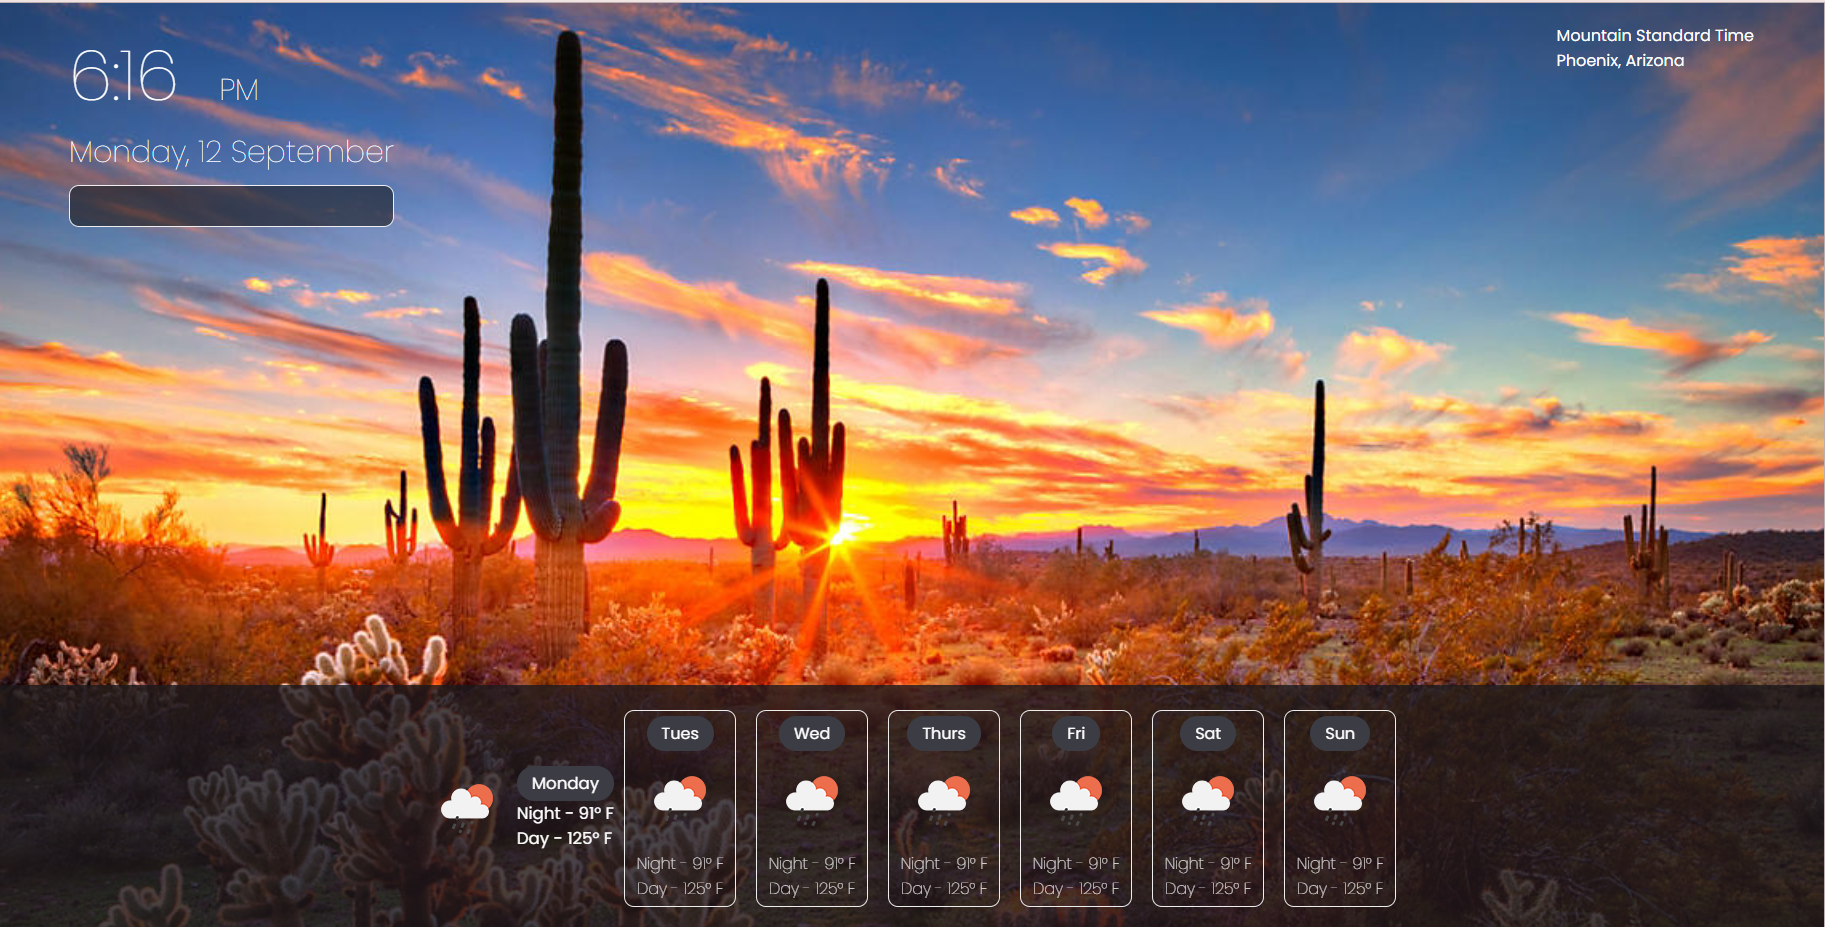 6:16 PM
Monday, 12 September
Mountain Standard Time
Phoenix, Arizona
Monday
Night - 91° F
Day - 125° F
Tues
Night - 91° F
Day - 125° F
Wed
Night - 91° F
Day - 125° F
Thurs
Night - 91° F
Day - 125° F
Fri
Night - 91° F
Day - 125° F
Sat
Night - 91° F
Day - 125° F
Sun
Night - 91° F
Day - 125° F